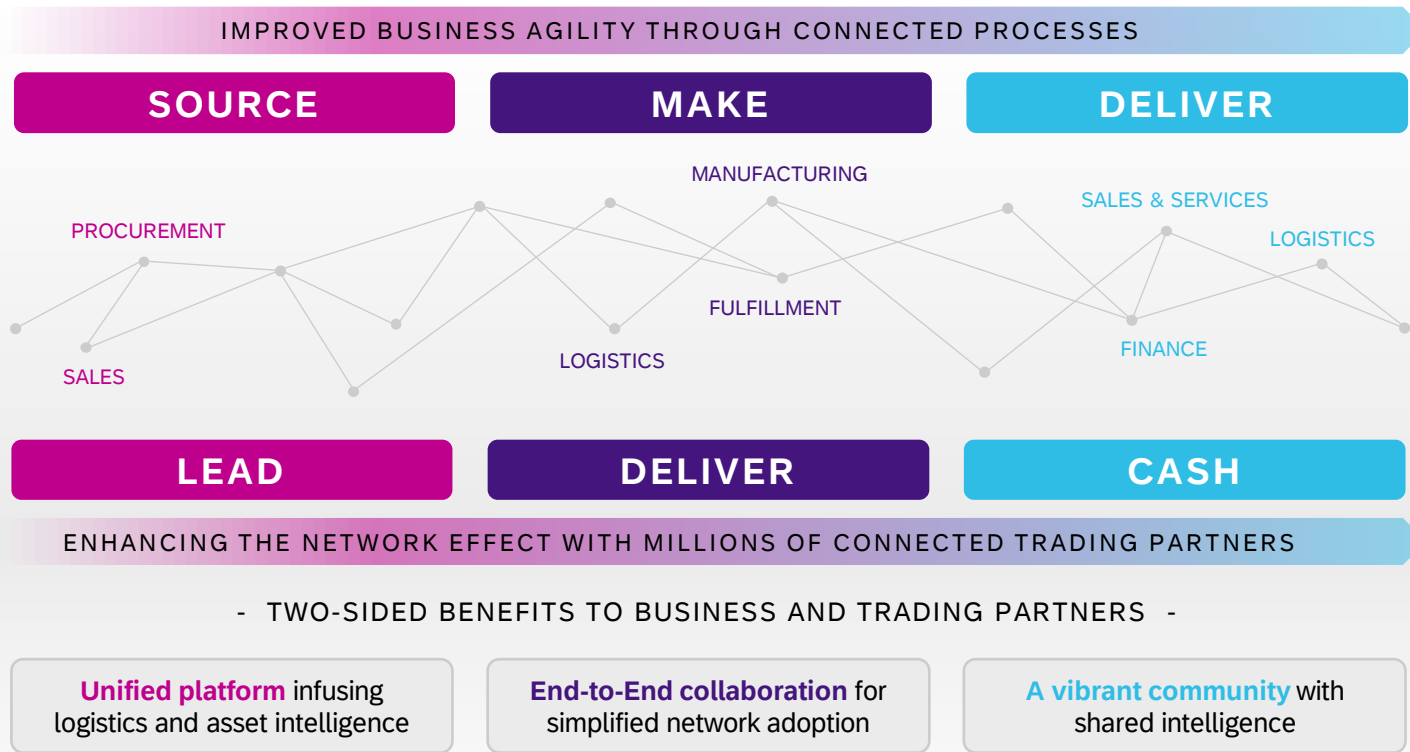 IMPROVED BUSINESS AGILITY THROUGH CONNECTED PROCESSES
SOURCE
MAKE
DELIVER
MANUFACTURING
SALES & SERVICES
PROCUREMENT
LOGISTICS
FULFILLMENT
FINANCE
LOGISTICS
SALES
LEAD
DELIVER
CASH
ENHANCING THE NETWORK EFFECT WITH MILLIONS OF CONNECTED TRADING PARTNERS
- TWO-SIDED BENEFITS TO BUSINESS AND TRADING PARTNERS -
Unified platform infusing
logistics and asset intelligence
End-to-End collaboration for
simplified network adoption
A vibrant community with
shared intelligence